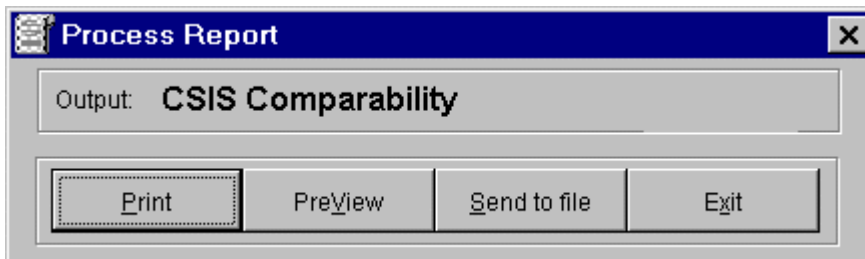 Process Report
Output: CSIS Comparability
Print PreView Send to file Exit